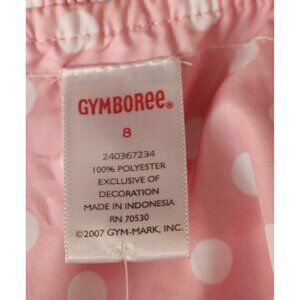 GYMBOREE®
8
240367234
100% POLYESTER
EXCLUSIVE OF
DECORATION
MADE IN INDONESIA
RN 70530
©2007 GYM-MARK, INC.